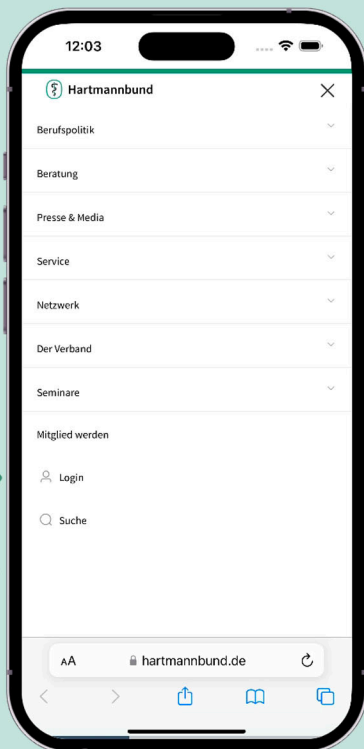 12:03
Hartmannbund
Berufspolitik
Beratung
Presse & Media
Service
Netzwerk
Der Verband
Seminare
Mitglied werden
Login
Suche
AA hartmannbund.de